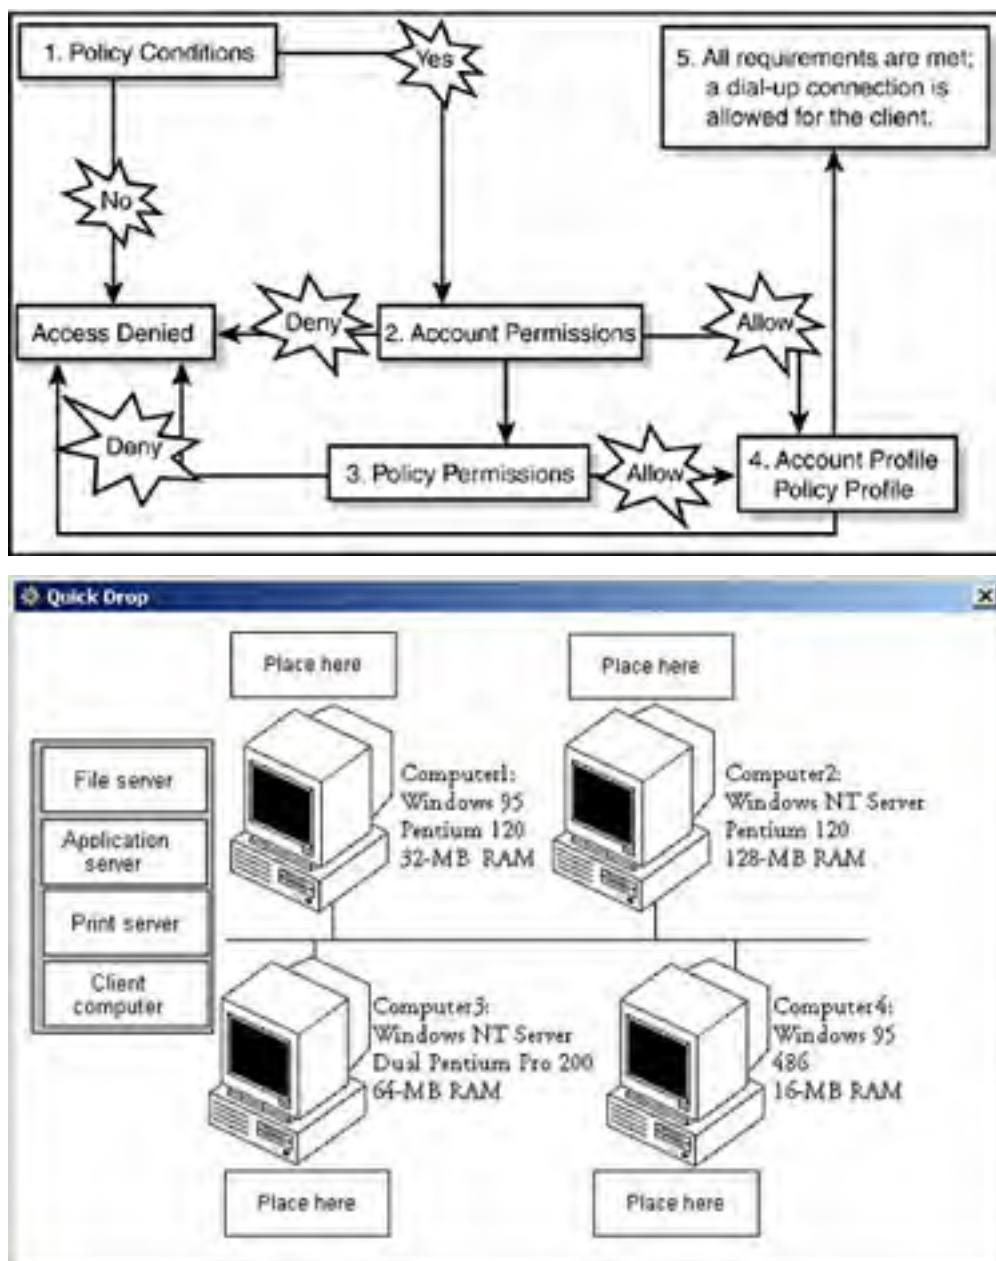 1. Policy Conditions
Yes
5. All requirements are met;
a dial-up connection is
allowed for the client.
No
Access Denied
Deny
2. Account Permissions
Allow
Deny
3. Policy Permissions
Allow
4. Account Profile
Policy Profile
Quick Drop
Place here
Place here
File server
Application
server
Print server
Client
computer
Computer1:
Windows 95
Pentium 120
32-MB RAM
Computer2:
Windows NT Server
Pentium 120
128-MB RAM
Computer3:
Windows NT Server
Dual Pentium Pro 200
64-MB RAM
Computer4:
Windows 95
486
16-MB RAM
Place here
Place here